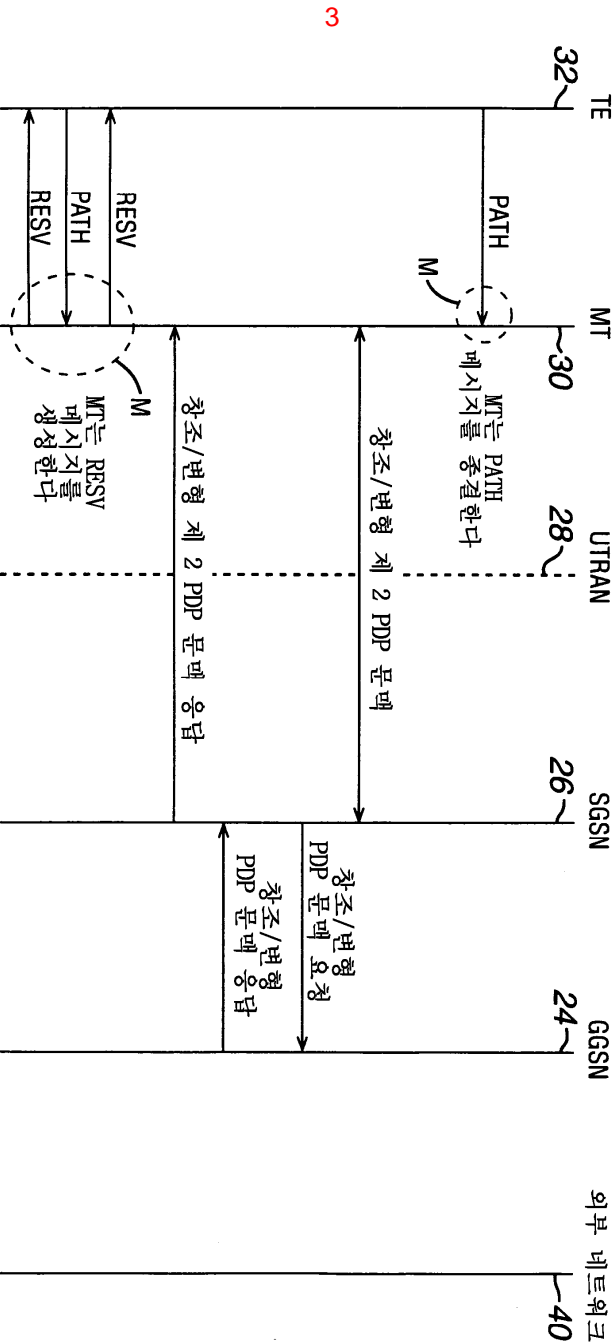 3
TE
MT
UTRAN
SGSN
GGSN
외부 네트워크
32
30
28
26
24
40
PATH
M
MT는 PATH
메시지를 종결한다
창조/변형 제 2 PDP 문맥
창조/변형
PDP 문맥 요청
창조/변형
PDP 문맥 응답
창조/변형 제 2 PDP 문맥 응답
RESV
PATH
RESV
M
MT는 RESV
메시지를
생성한다